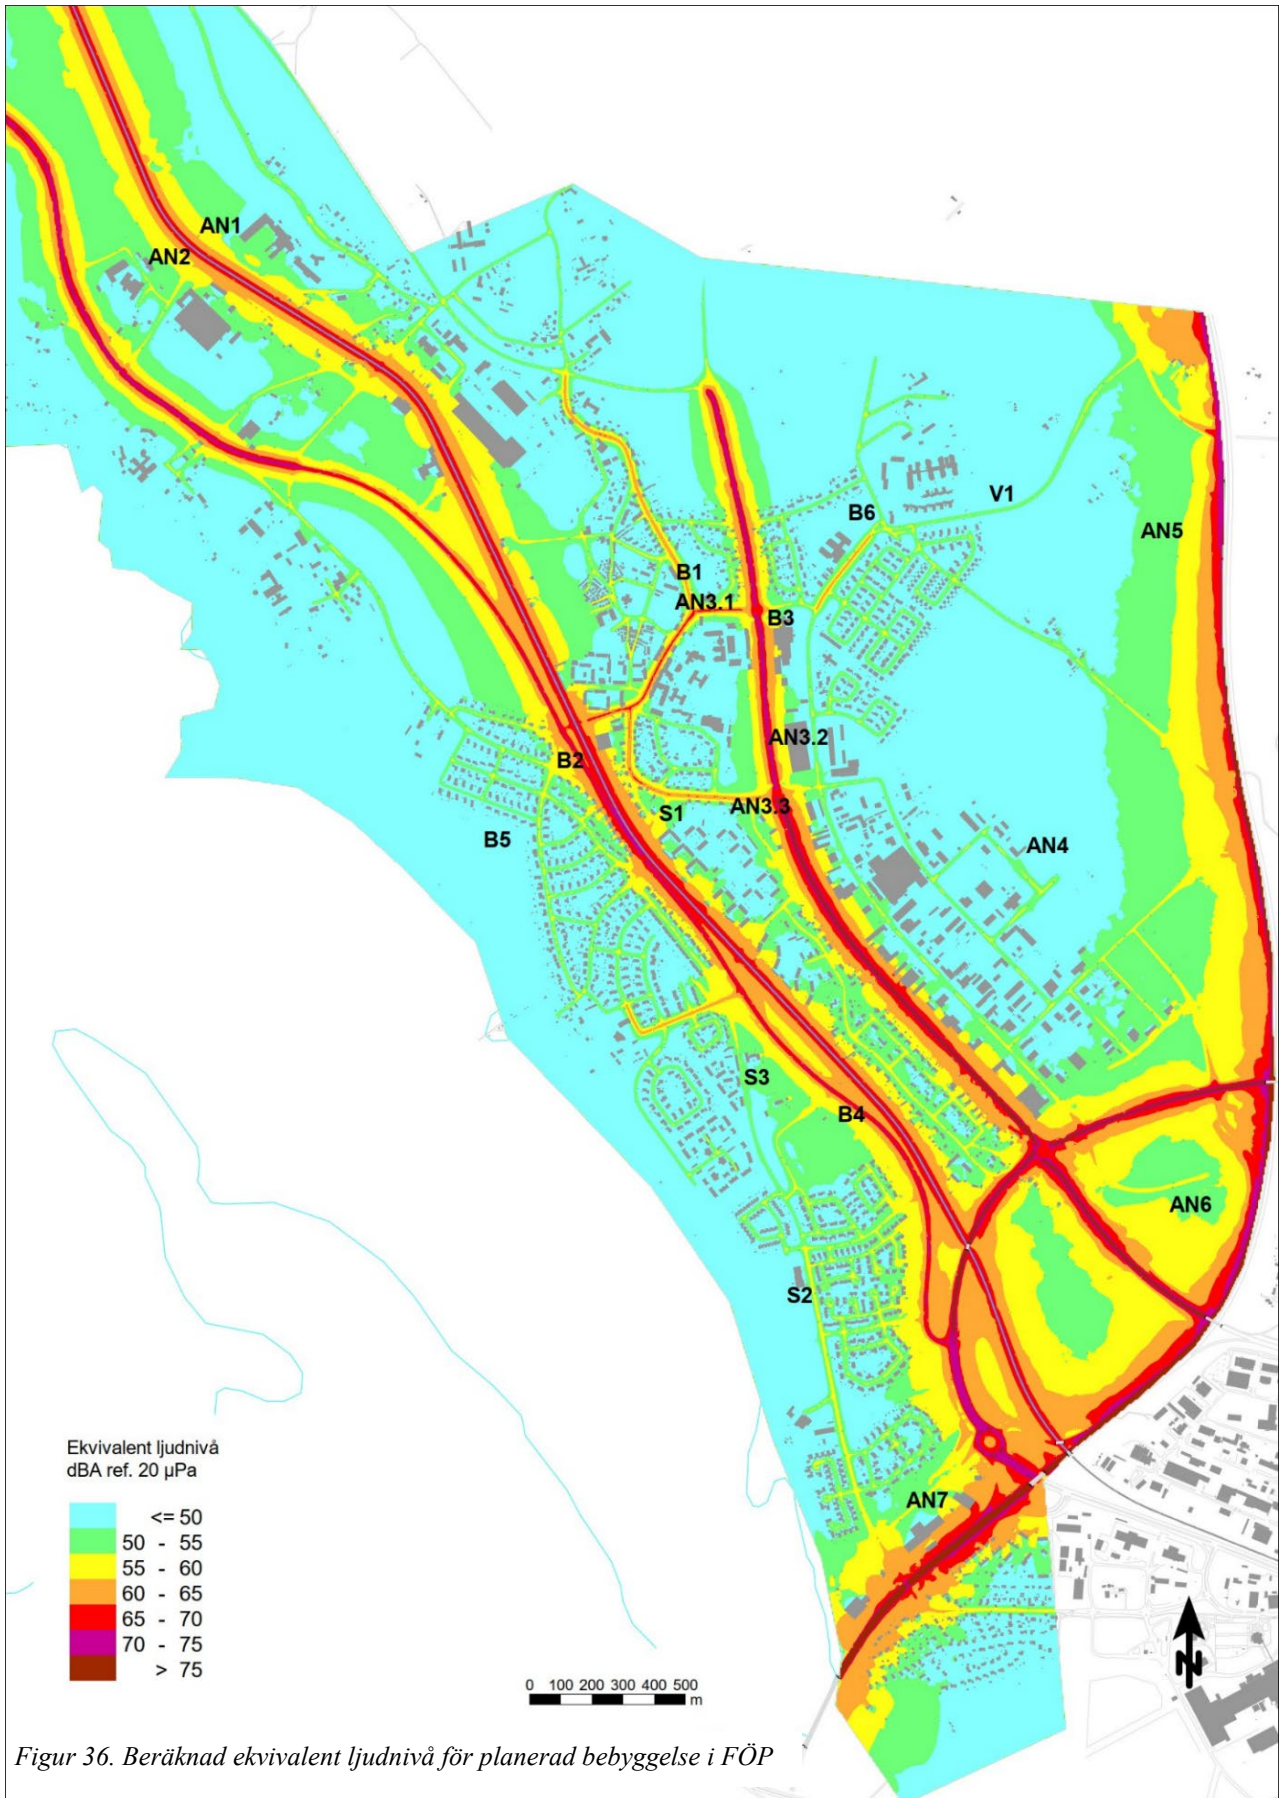 AN1
AN2
V1
B6
AN5
B1
AN3.1
B3
AN3.2
B2
AN3.3
S1
B5
AN4
S3
B4
AN6
S2
Ekvivalent ljudnivå
dBA ref. 20 µPa
<= 50
50 - 55
55 - 60
60 - 65
65 - 70
70 - 75
> 75
AN7
N
0 100 200 300 400 500
m
Figur 36. Beräknad ekvivalent ljudnivå för planerad bebyggelse i FÖP